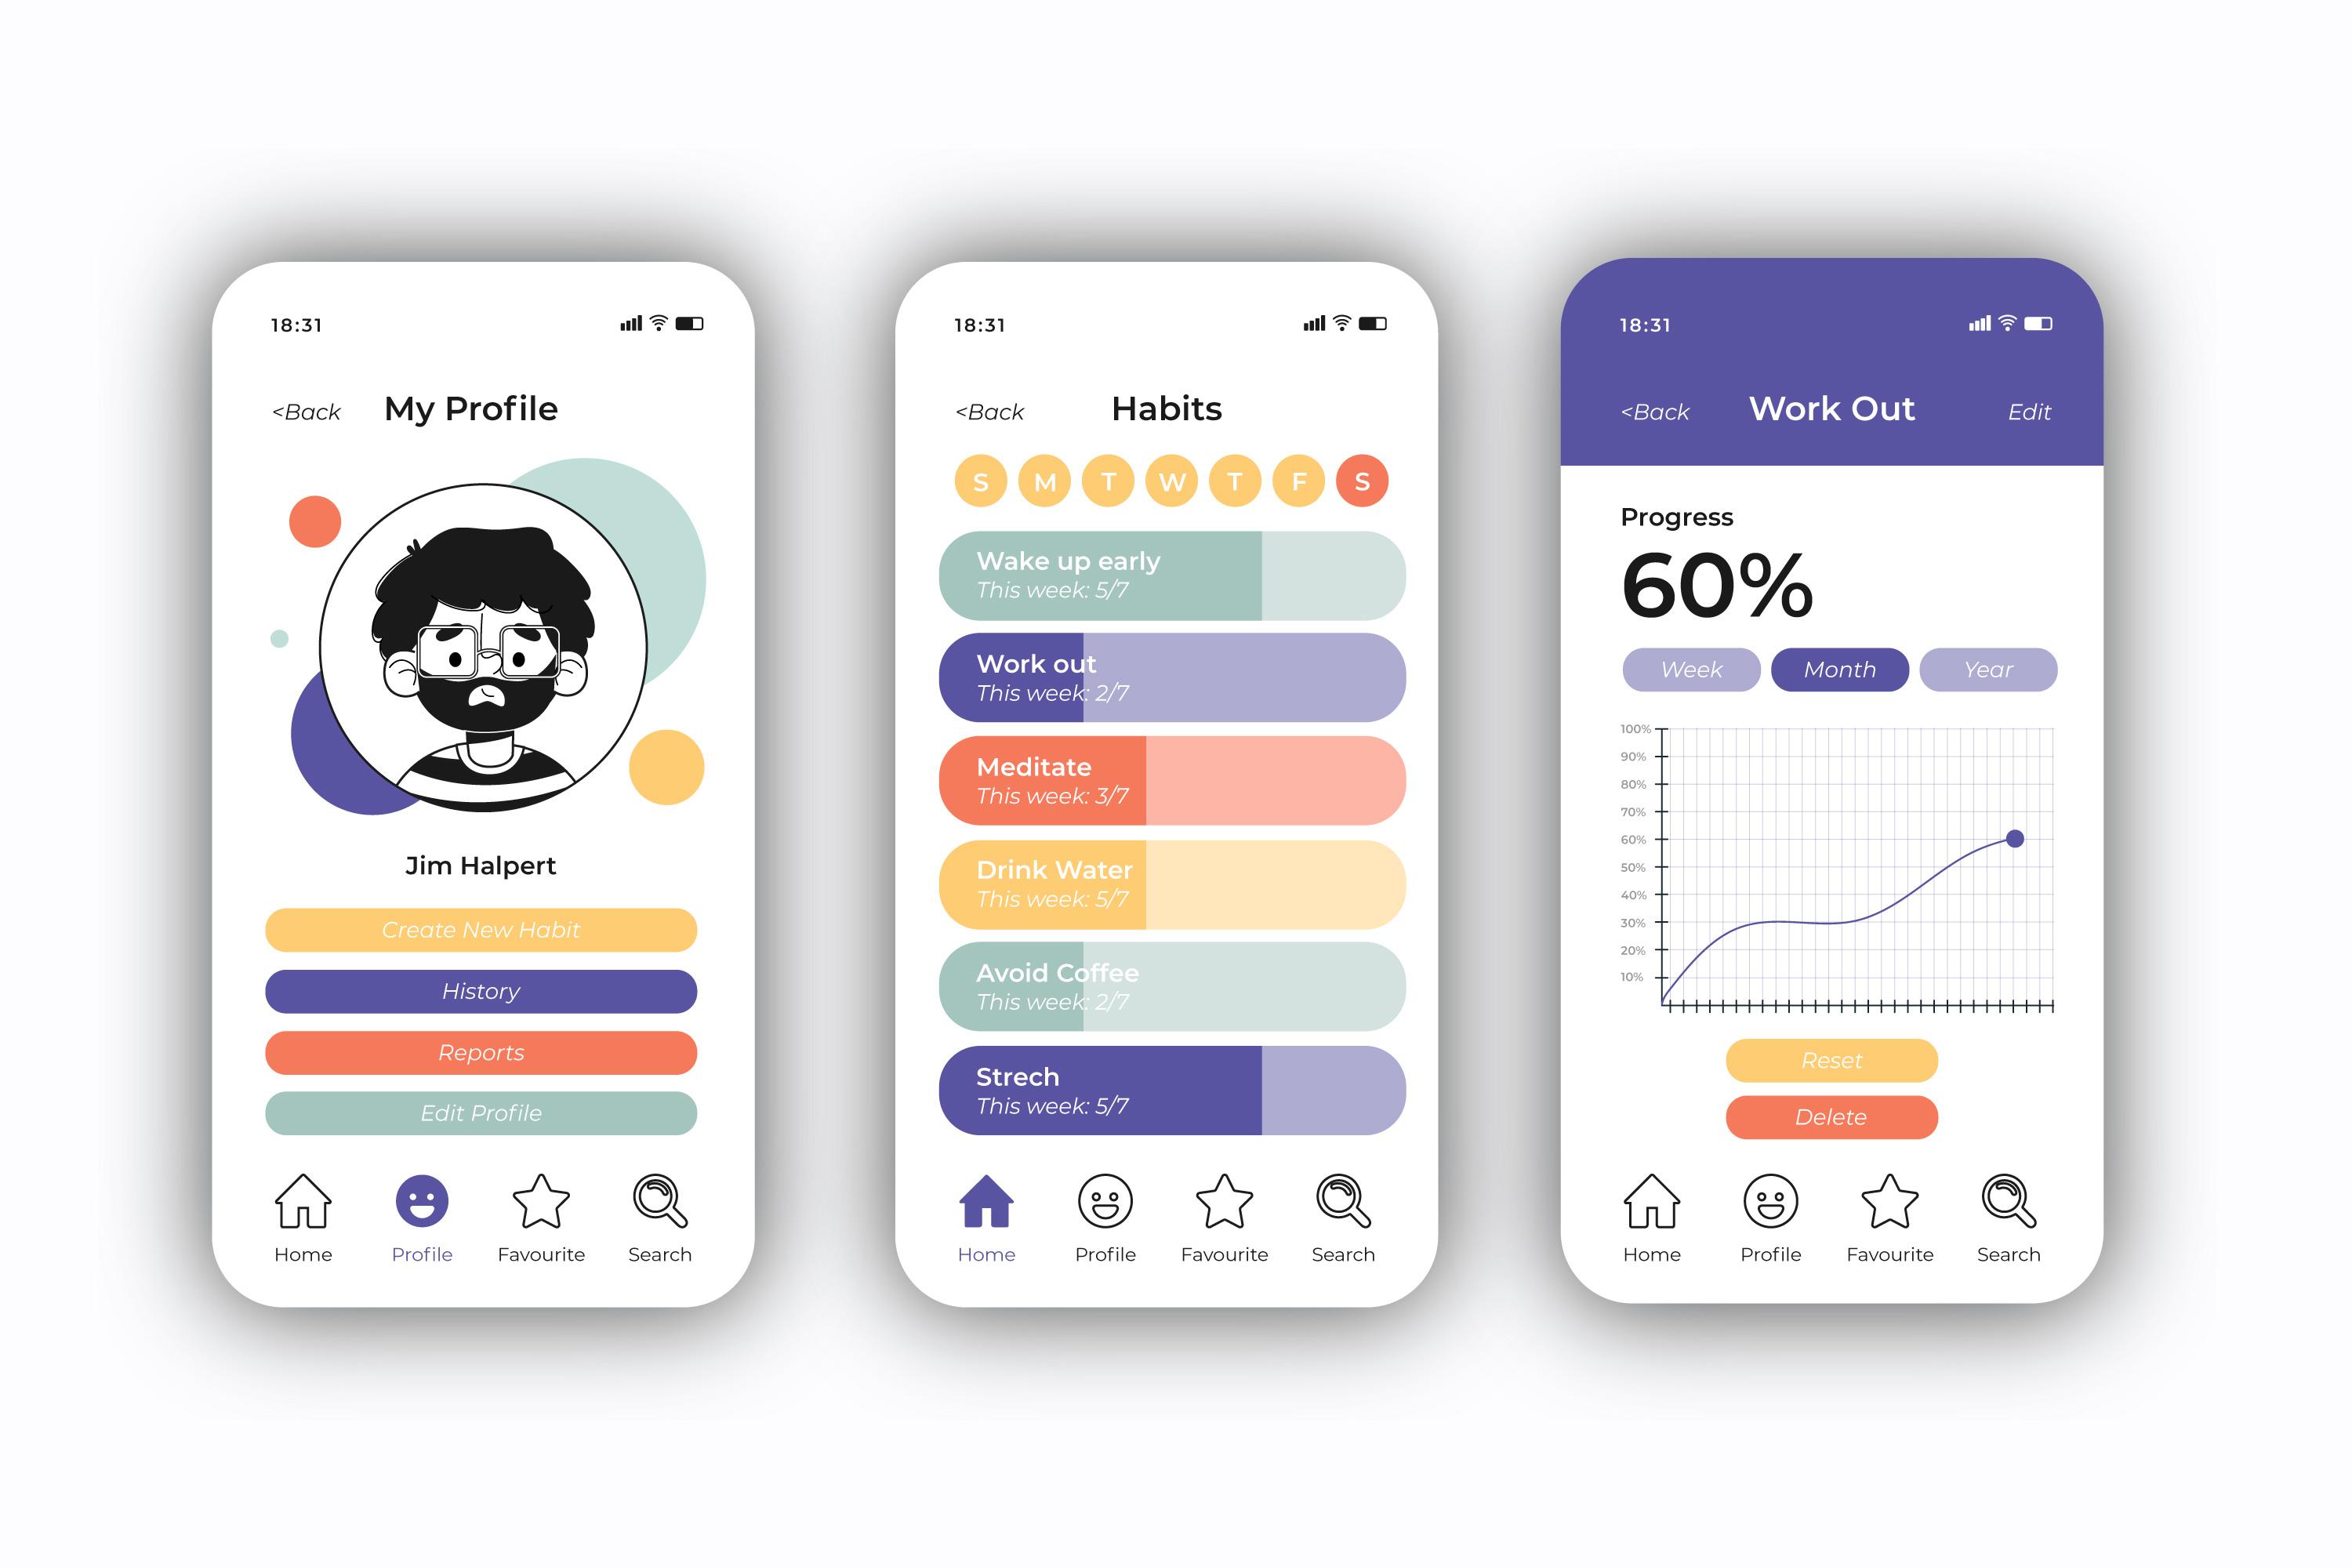 18:31
<Back My Profile
Jim Halpert
Create New Habit
History
Reports
Edit Profile
Home Profile Favourite Search
18:31
<Back Habits
S M T W T F S
Wake up early
This week: 5/7
Work out
This week: 2/7
Meditate
This week: 3/7
Drink Water
This week: 5/7
Avoid Coffee
This week: 2/7
Strech
This week: 5/7
Home Profile Favourite Search
18:31
<Back Work Out Edit
Progress
60%
Week Month Year
100%
90%
80%
70%
60%
50%
40%
30%
20%
10%
Reset
Delete
Home Profile Favourite Search